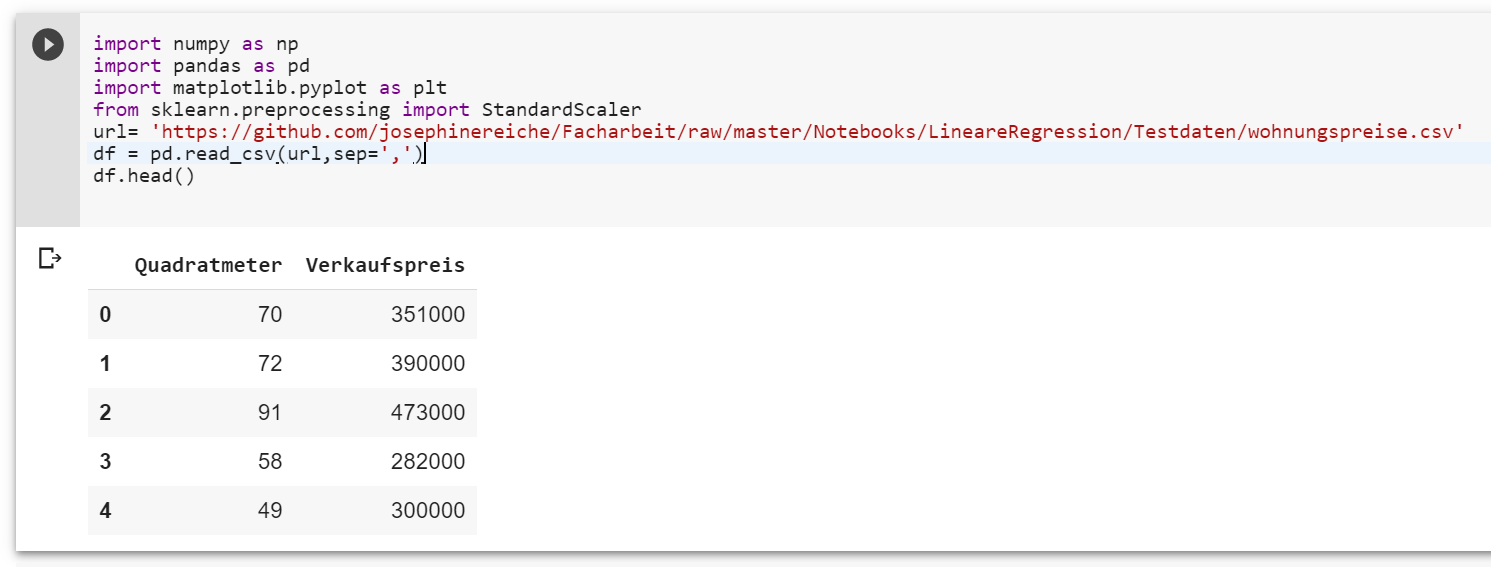 import numpy as np
import pandas as pd
import matplotlib.pyplot as plt
from sklearn.preprocessing import StandardScaler
url= 'https://github.com/josephinereiche/Facharbeit/raw/master/Notebooks/LineareRegression/Testdaten/wohnungspreise.csv'
df = pd.read_csv(url,sep=',')
df.head()
Quadratmeter Verkaufspreis
0 70 351000
1 72 390000
2 91 473000
3 58 282000
4 49 300000